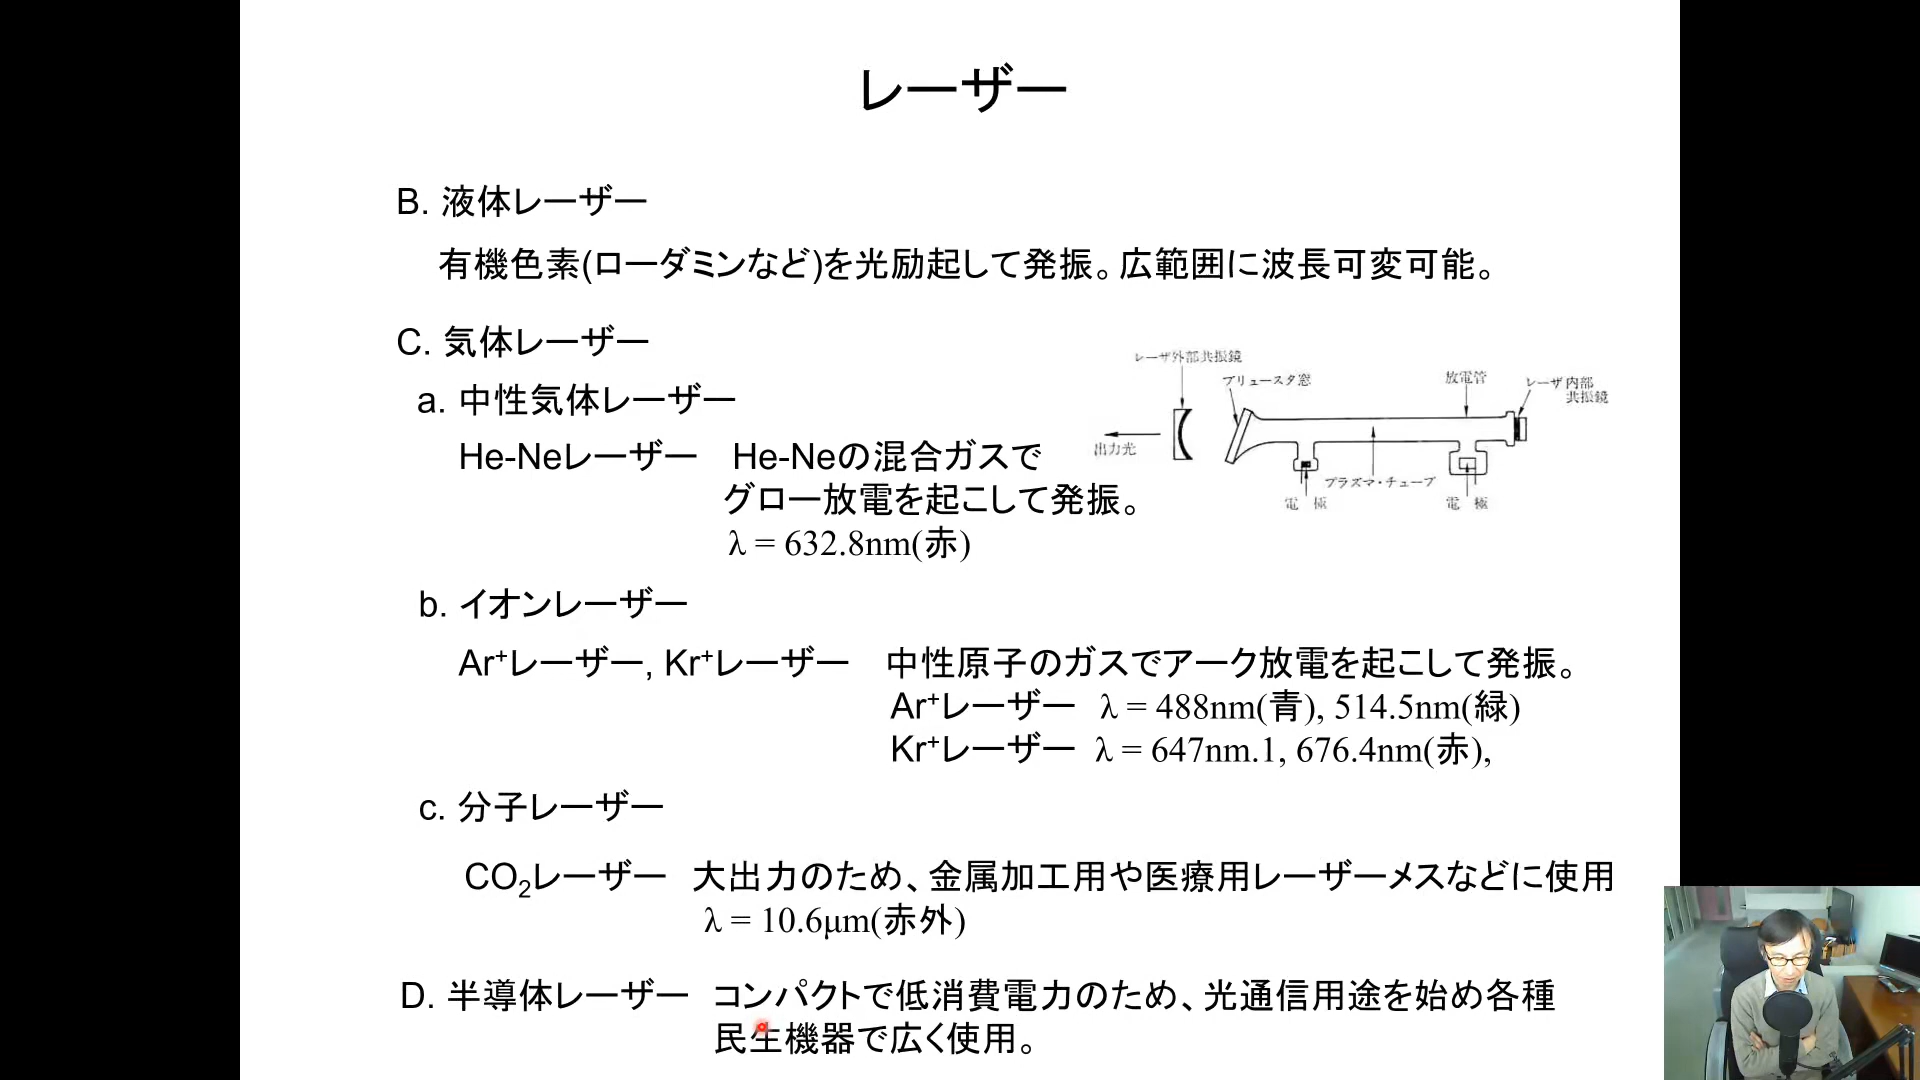 レーザー
B. 液体レーザー
有機色素(ローダミンなど)を光励起して発振。広範囲に波長可変可能。
C. 気体レーザー
a. 中性気体レーザー
He-Neレーザー He-Neの混合ガスで
グロー放電を起こして発振。
λ = 632.8nm(赤)
レーザ外部共振鏡
ブリュースタ窓
放電管
レーザ内部
共振鏡
出力光
プラズマ・チューブ
電極
電極
b. イオンレーザー
Ar⁺レーザー, Kr⁺レーザー 中性原子のガスでアーク放電を起こして発振。
Ar⁺レーザー λ = 488nm(青), 514.5nm(緑)
Kr⁺レーザー λ = 647nm.1, 676.4nm(赤),
c. 分子レーザー
CO₂レーザー 大出力のため、金属加工用や医療用レーザーメスなどに使用
λ = 10.6μm(赤外)
D. 半導体レーザー コンパクトで低消費電力のため、光通信用途を始め各種
民生機器で広く使用。